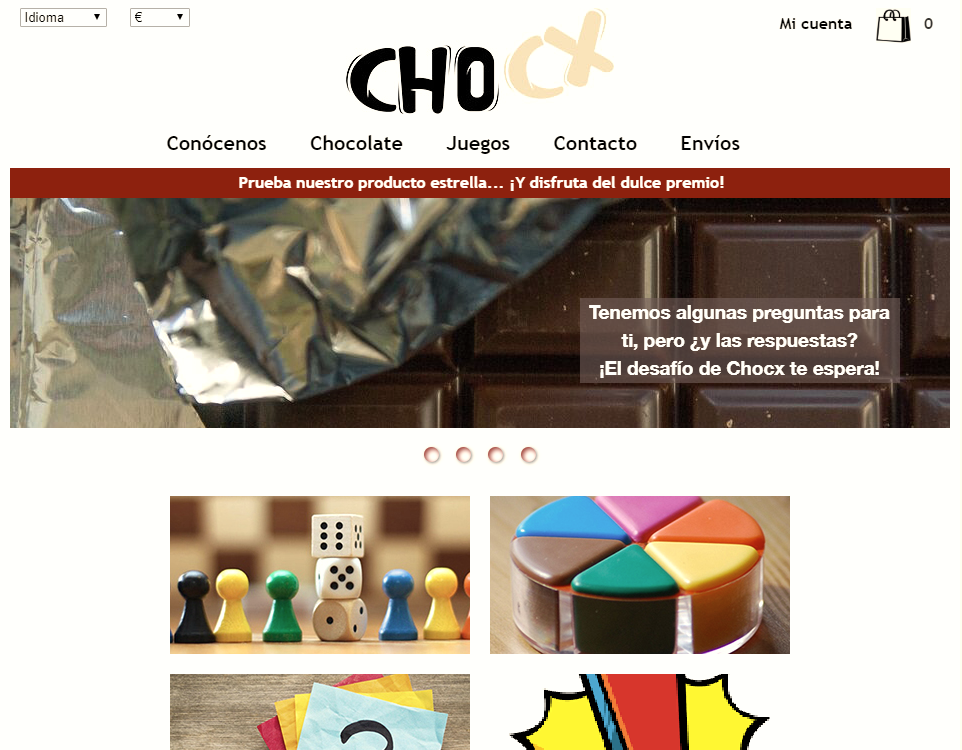 Idioma
€
Mi cuenta
0
CHOCX
Conócenos
Chocolate
Juegos
Contacto
Envíos
Prueba nuestro producto estrella... ¡Y disfruta del dulce premio!
Tenemos algunas preguntas para
ti, pero ¿y las respuestas?
¡El desafío de Chocx te espera!
?